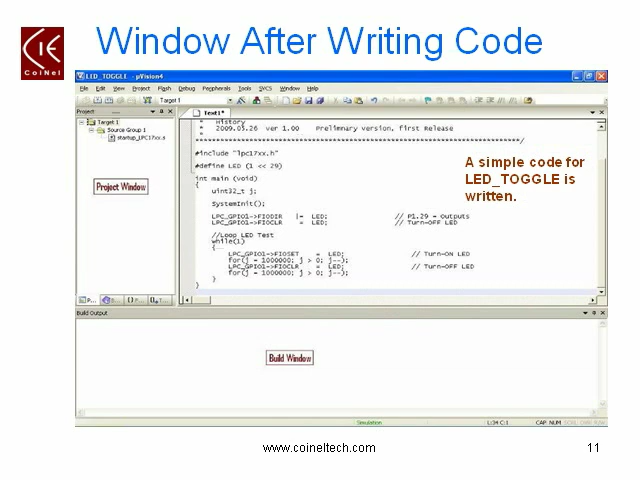 Window After Writing Code
CIE
CoiNel
LED_TOGGLE - µVision4
File Edit View Project Flash Debug Peripherals Tools SVCS Window Help
Target 1
Project
Text1*
Target 1
Source Group 1
startup_LPC17xx.s
Project Window
* History
* 2009.05.26 ver 1.00 Prelimnary version, first Release
*
#include "lpc17xx.h"
#define LED (1 << 29)
int main (void)
{
uint32_t j;
SystemInit();
LPC_GPIO1->FIODIR |= LED; // P1.29 = Outputs
LPC_GPIO1->FIOCLR = LED; // Turn-OFF LED
//Loop LED Test
while(1)
{
LPC_GPIO1->FIOSET = LED; // Turn-ON LED
for(j = 1000000; j > 0; j--);
LPC_GPIO1->FIOCLR = LED; // Turn-OFF LED
for(j = 1000000; j > 0; j--);
}
}
A simple code for
LED_TOGGLE is
written.
P... B... {} F... T...
Build Output
Build Window
Simulation L:34 C:1 CAP NUM SCRL OVR R/W
www.coineltech.com 11